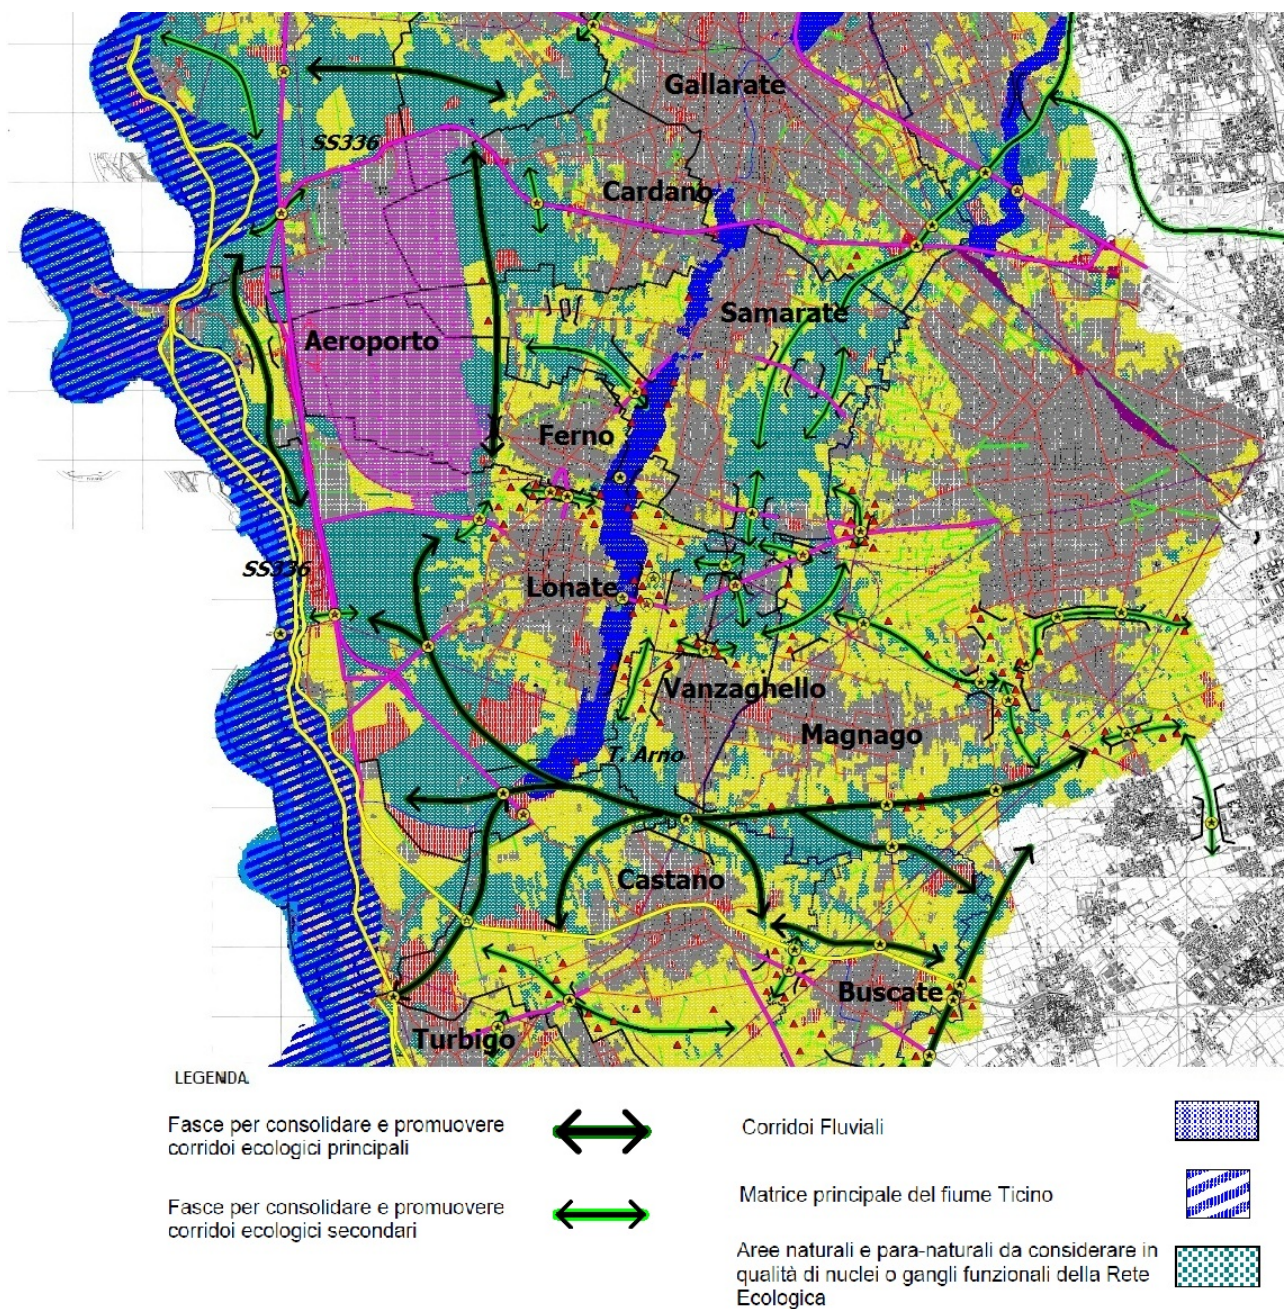 Gallarate
SS336
Cardano
Samarate
Aeroporto
Ferno
SS336
Lonate
Vanzaghello
Magnago
T. Arno
Castano
Buscate
Turbigo
LEGENDA.
Fasce per consolidare e promuovere
corridoi ecologici principali
Fasce per consolidare e promuovere
corridoi ecologici secondari
Corridoi Fluviali
Matrice principale del fiume Ticino
Aree naturali e para-naturali da considerare in
qualità di nuclei o gangli funzionali della Rete
Ecologica